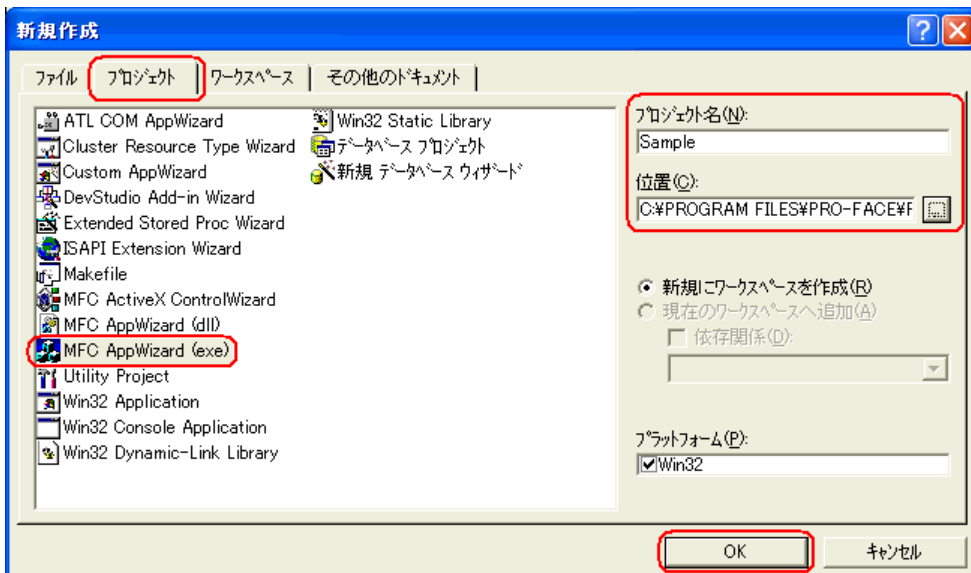 新規作成
ファイル プロジェクト ワークスペース その他のドキュメント
ATL COM AppWizard
Cluster Resource Type Wizard
Custom AppWizard
DevStudio Add-in Wizard
Extended Stored Proc Wizard
ISAPI Extension Wizard
Makefile
MFC ActiveX ControlWizard
MFC AppWizard (dll)
MFC AppWizard (exe)
Utility Project
Win32 Application
Win32 Console Application
Win32 Dynamic-Link Library
Win32 Static Library
データベース プロジェクト
新規 データベース ウィザード
プロジェクト名(N):
Sample
位置(C):
C:¥PROGRAM FILES¥PRO-FACE¥F
...
新規にワークスペースを作成(R)
現在のワークスペースへ追加(A)
依存関係(D):
プラットフォーム(P):
Win32
OK
キャンセル